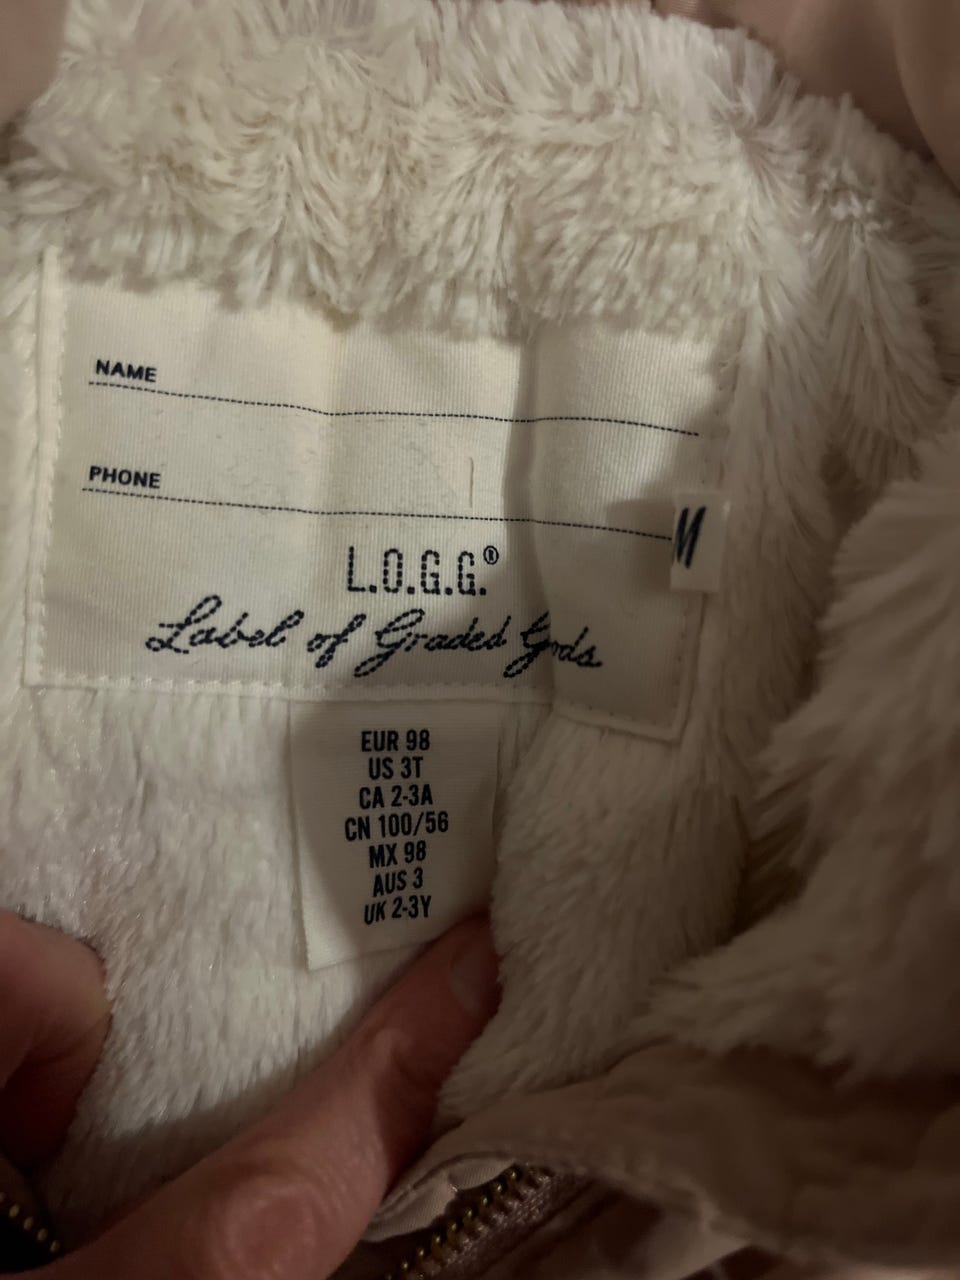 NAME
PHONE
M
L.O.G.G.®
Label of Graded Goods
EUR 98
US 3T
CA 2-3A
CN 100/56
MX 98
AUS 3
UK 2-3Y